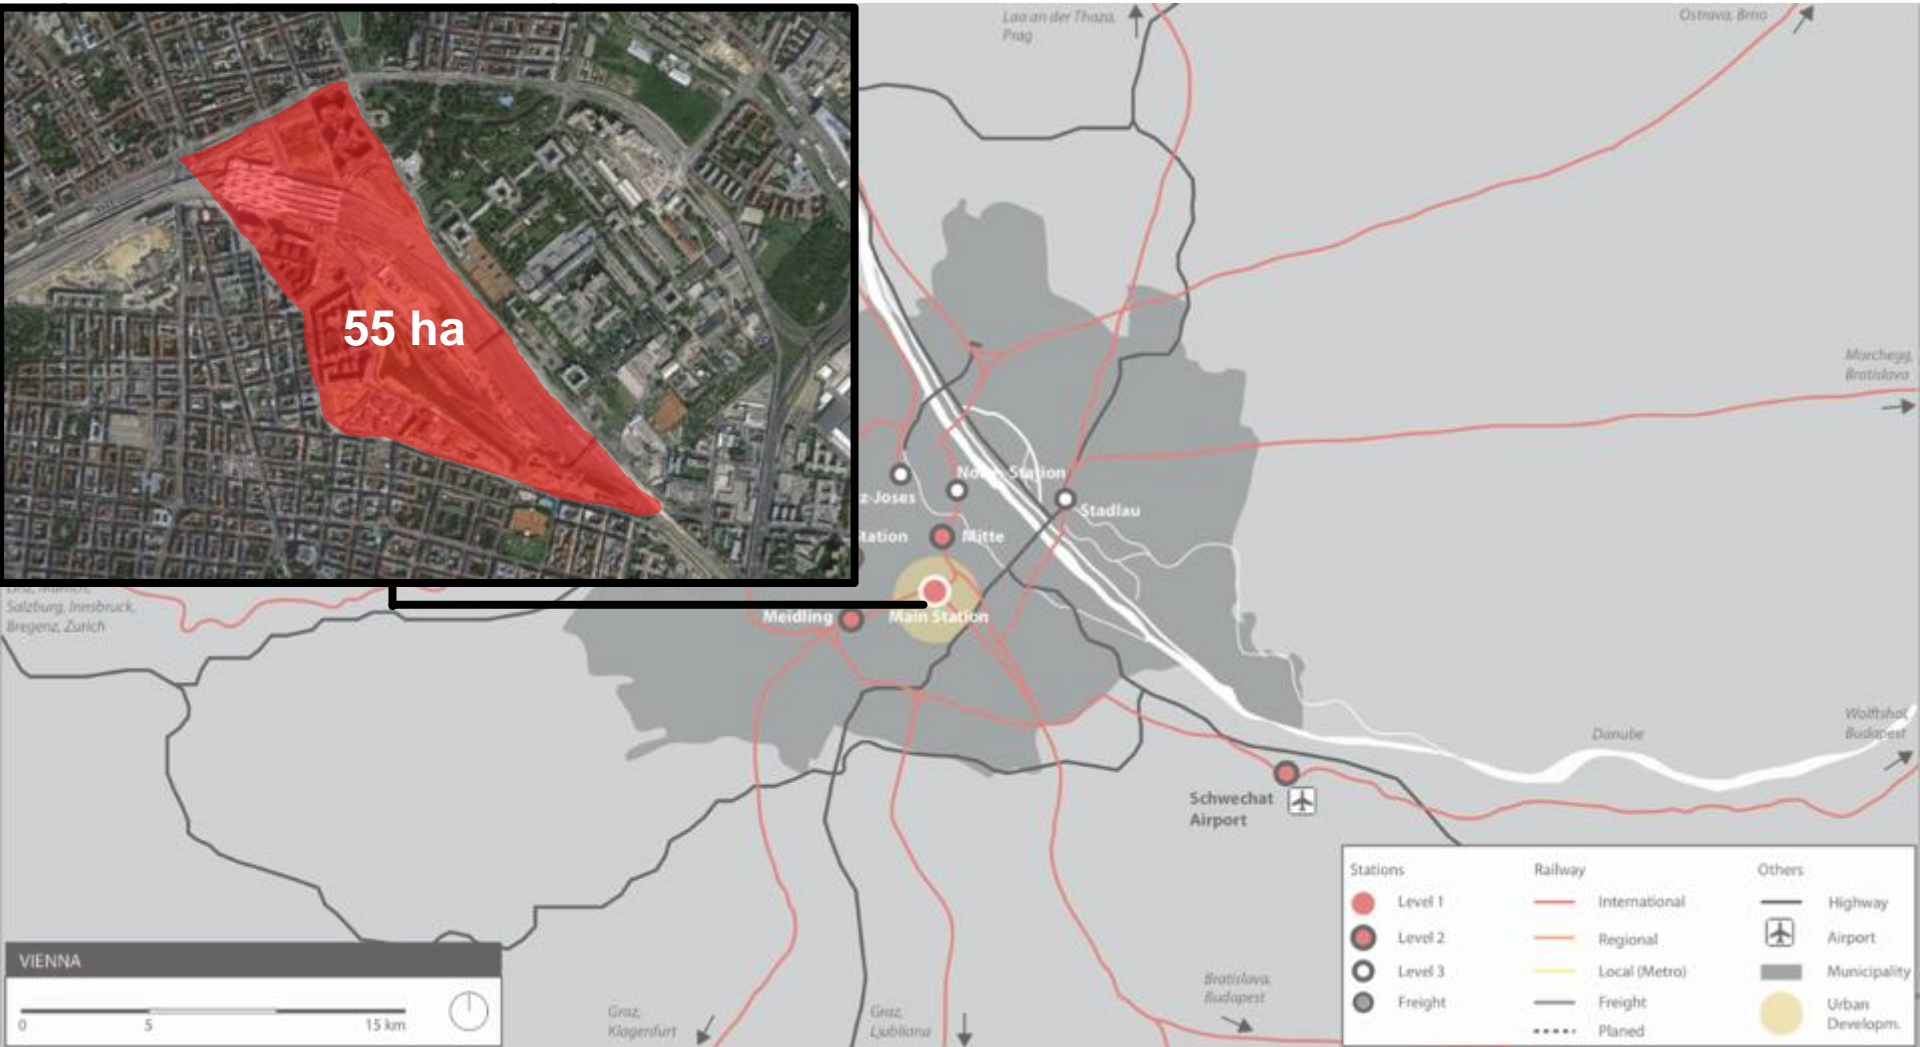 Laa an der Thaza,
Prag
Ostrava, Brno
55 ha
Marchegg,
Bratislava
Station
z-Joses
Stadlau
tation
Mitte
Salzburg, Innsbruck,
Bregenz, Zurich
Meidling
Main Station
Wolfsthal,
Budapest
Danube
Schwechat
Airport
Graz,
Klagenfurt
Graz,
Ljubliana
Bratislava,
Budapest
VIENNA
0 5 15 km
Stations Railway Others
Level 1 International Highway
Level 2 Regional Airport
Level 3 Local (Metro) Municipality
Freight Freight Urban
Developm.
Planed